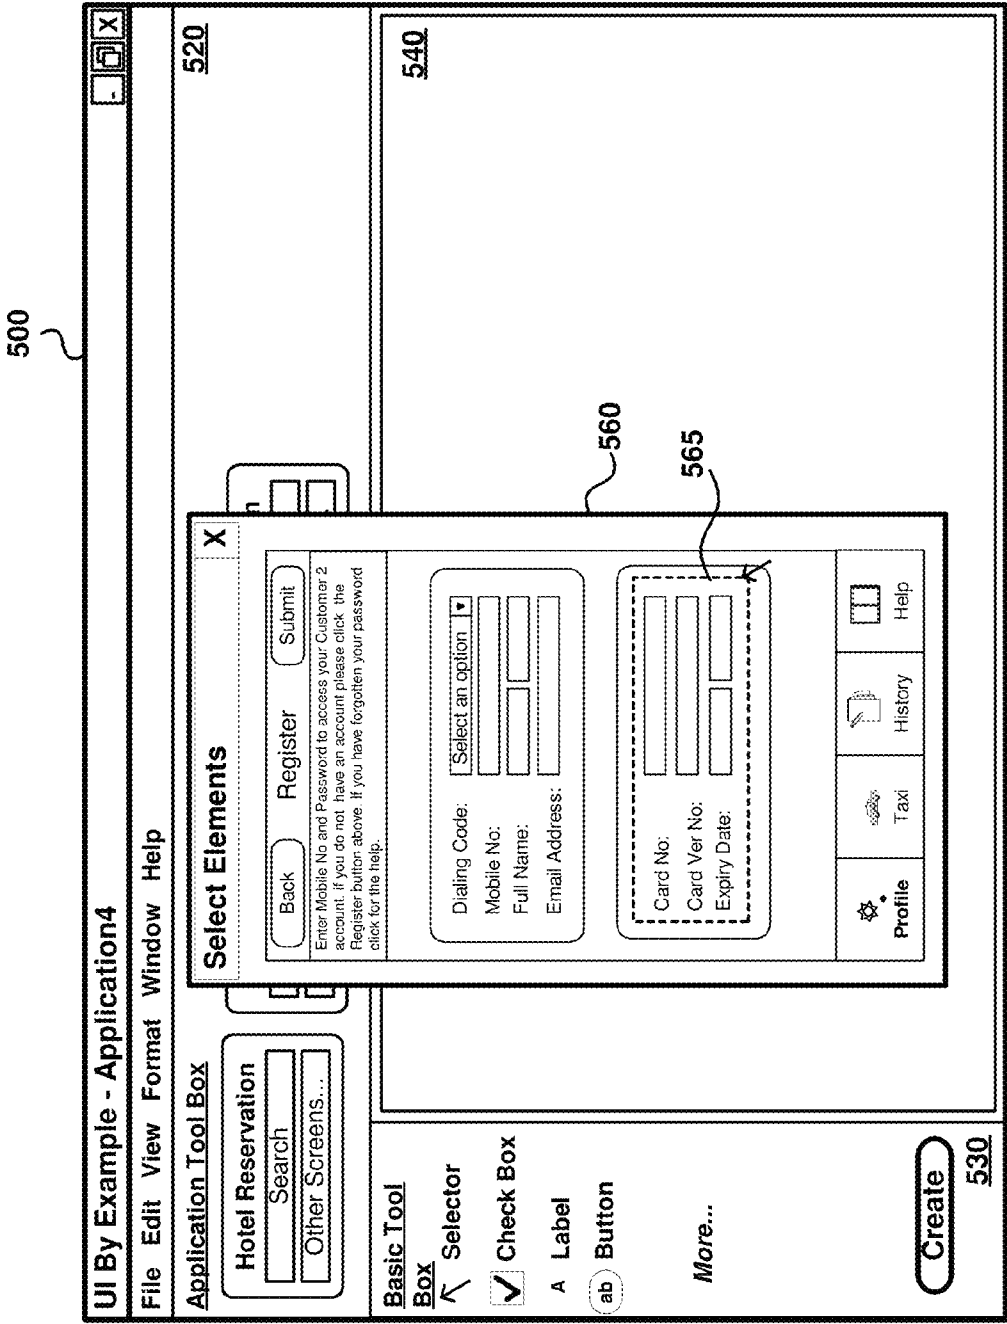 500
UI By Example - Application4
- X
File Edit View Format Window Help
Application Tool Box
520
Hotel Reservation
Search
Other Screens...
n
Basic Tool
Box
Selector
Check Box
A Label
ab Button
More...
Create
530
540
Select Elements X
Back Register Submit
Enter Mobile No and Password to access your Customer 2
account. if you do not have an account please click the
Register button above. If you have forgotten your password
click for the help.
Dialing Code: Select an option
Mobile No:
Full Name:
Email Address:
Card No:
Card Ver No:
Expiry Date:
Profile Taxi History Help
560
565